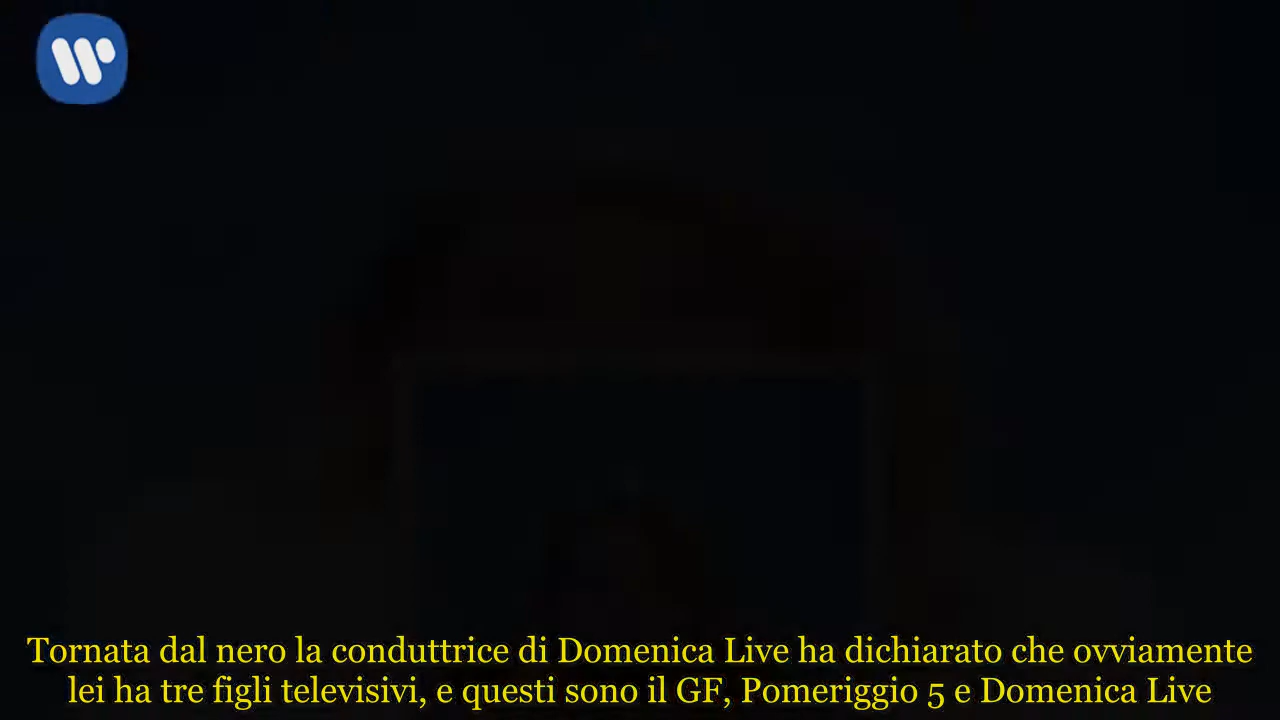 Tornata dal nero la conduttrice di Domenica Live ha dichiarato che ovviamente
lei ha tre figli televisivi, e questi sono il GF, Pomeriggio 5 e Domenica Live